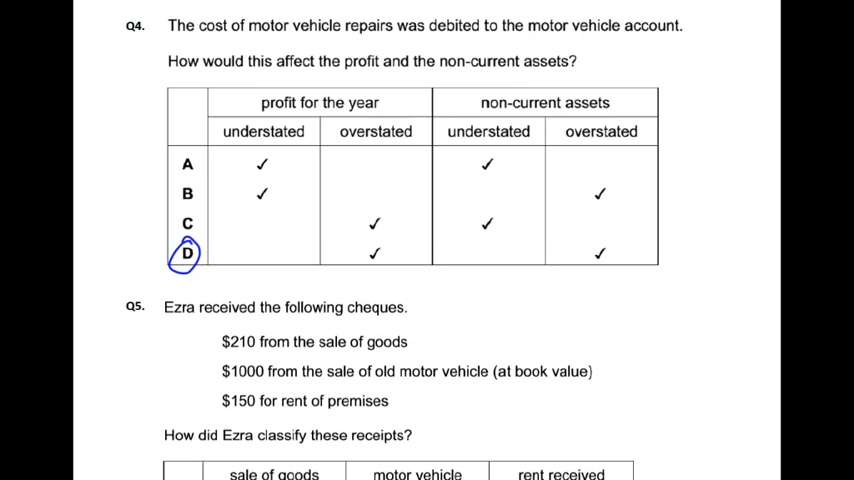 Q4. The cost of motor vehicle repairs was debited to the motor vehicle account.
How would this affect the profit and the non-current assets?
profit for the year non-current assets
understated overstated understated overstated
A ✓ ✓
B ✓ ✓
C ✓ ✓
D ✓ ✓
Q5. Ezra received the following cheques.
$210 from the sale of goods
$1000 from the sale of old motor vehicle (at book value)
$150 for rent of premises
How did Ezra classify these receipts?
sale of goods motor vehicle rent received